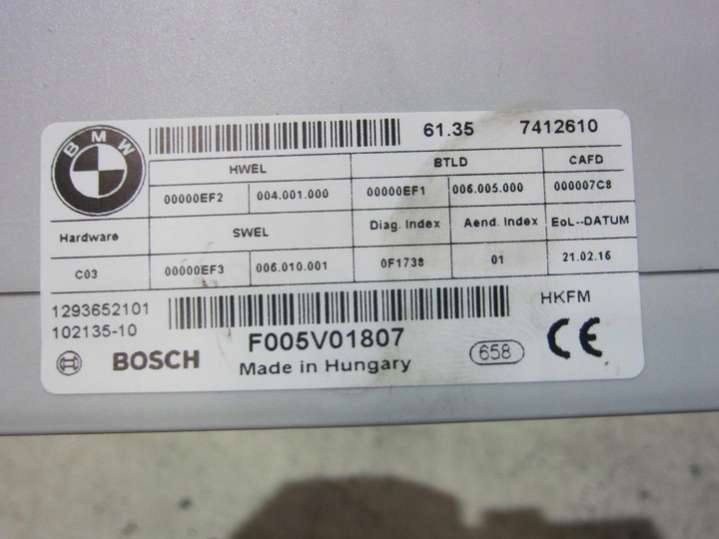 BMW
61.35 7412610
HWEL BTLD CAFD
00000EF2 004.001.000 00000EF1 006.005.000 000007C8
Hardware SWEL Diag. Index Aend. Index EoL--DATUM
C03 00000EF3 006.010.001 0F1738 01 21.02.16
1293652101 HKFM
102135-10
BOSCH F005V01807 658 CE
Made in Hungary